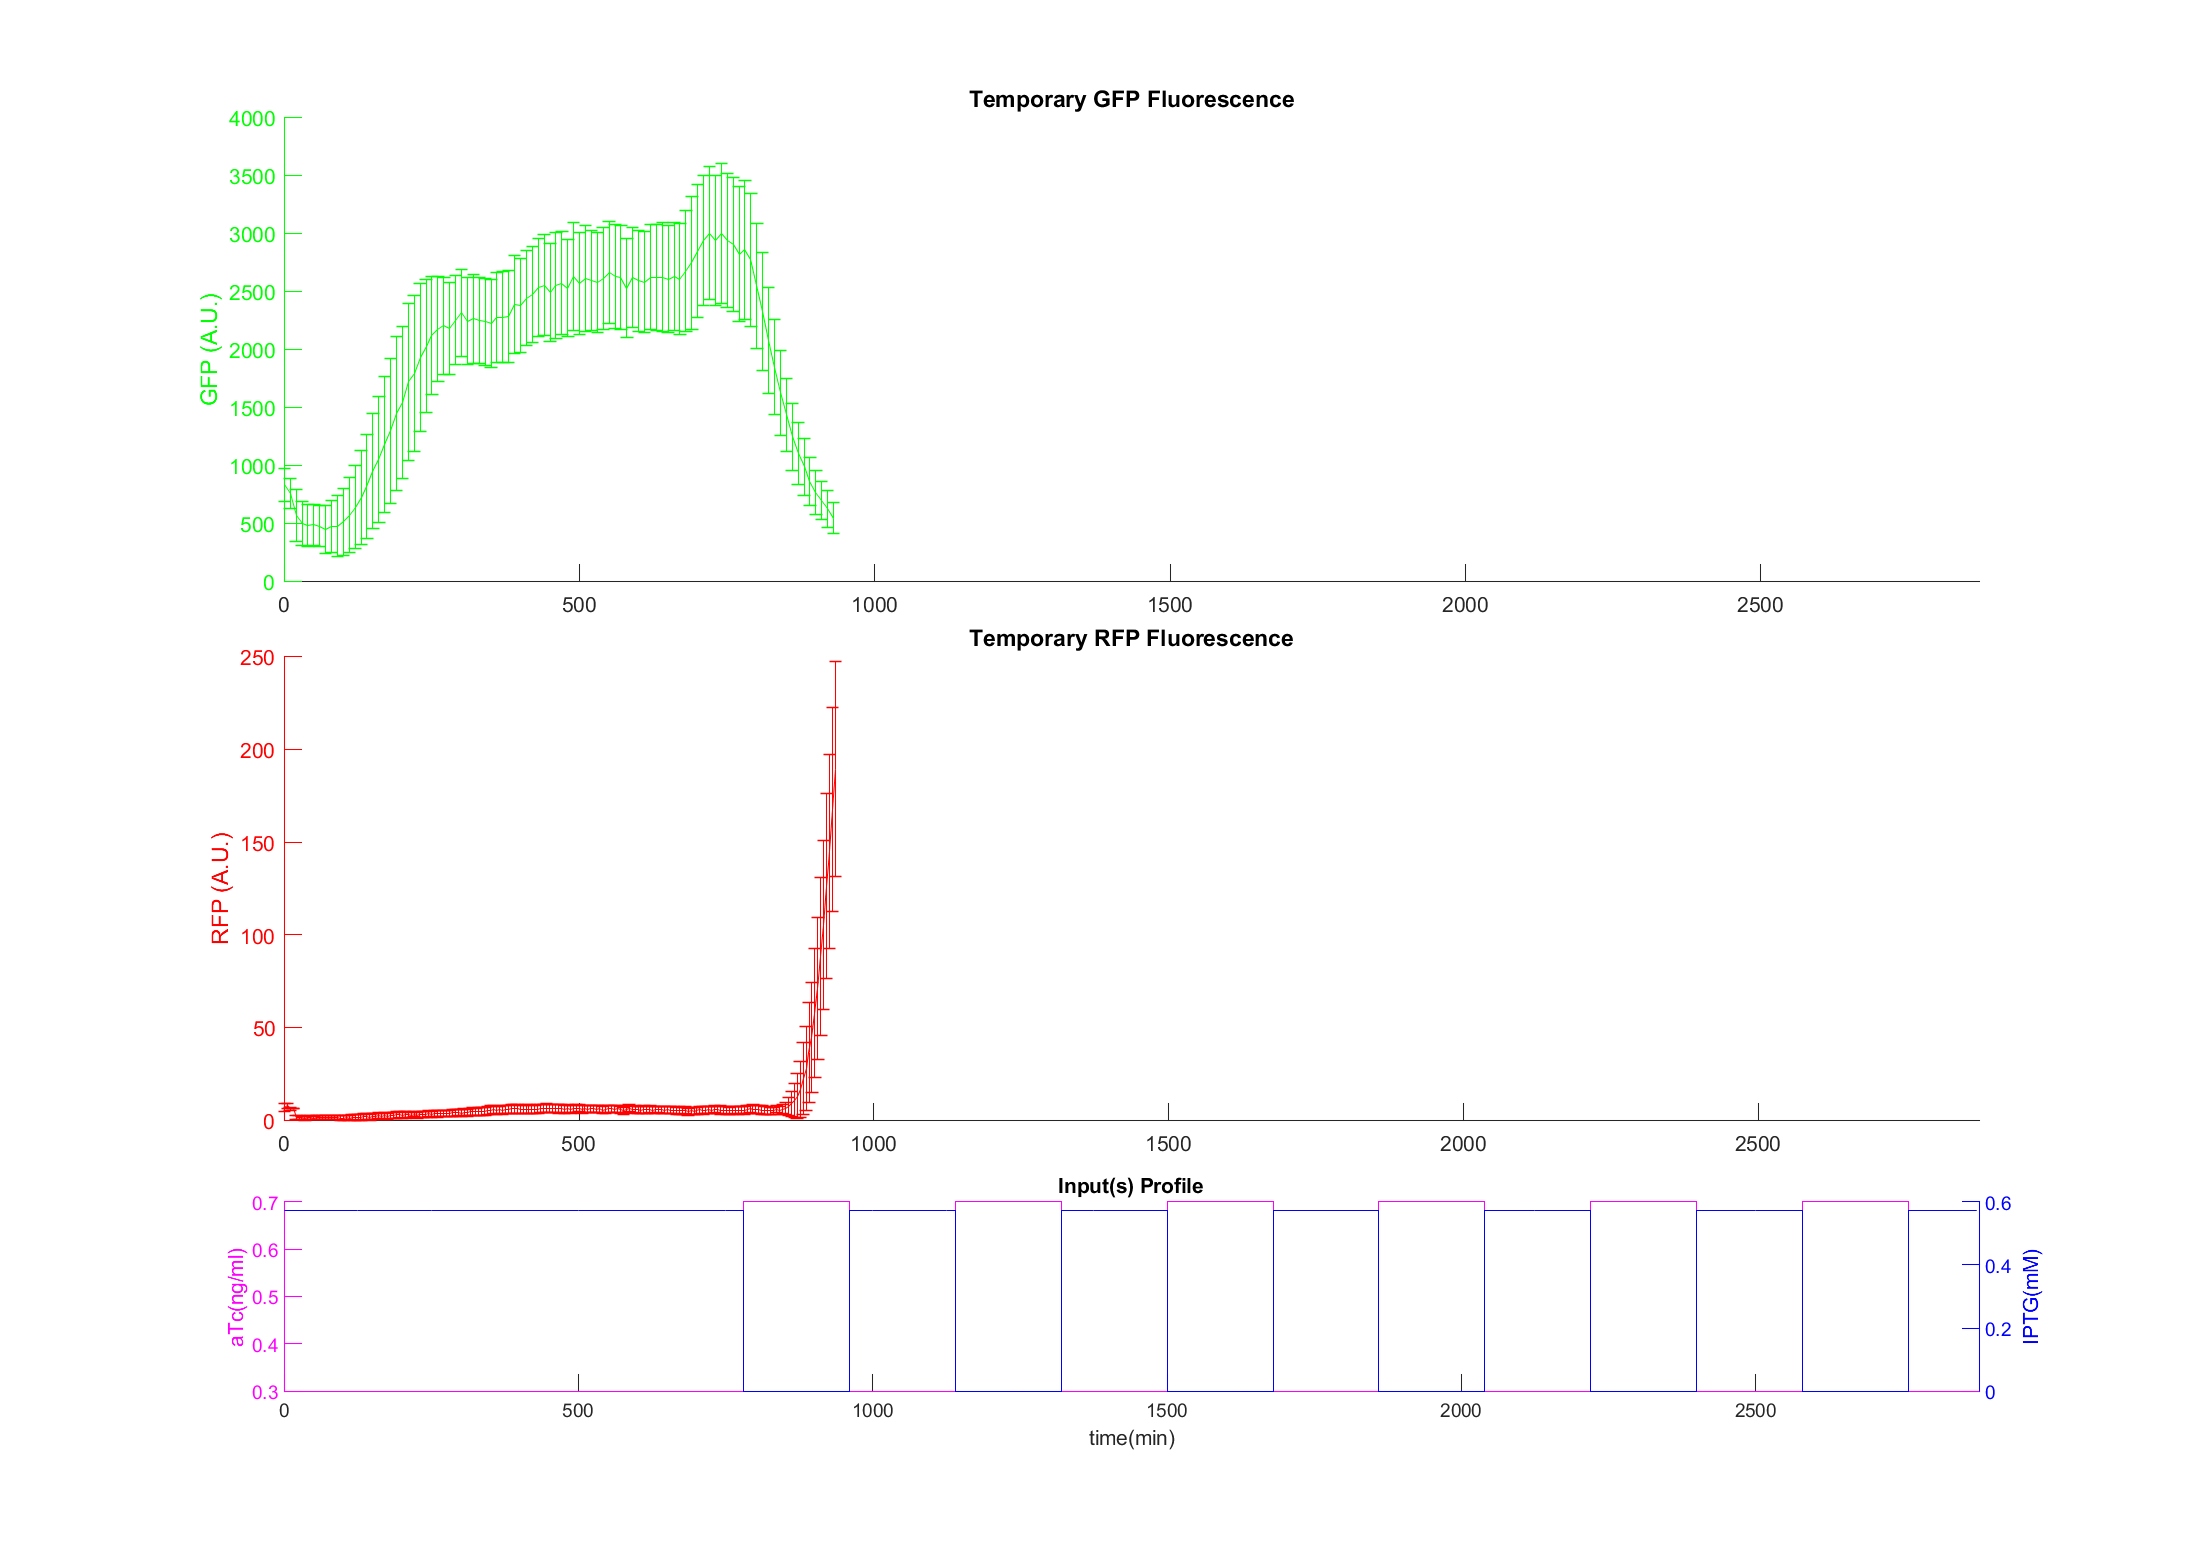 Temporary GFP Fluorescence
4000
3500
3000
2500
2000
1500
1000
500
0
GFP (A.U.)
0 500 1000 1500 2000 2500
Temporary RFP Fluorescence
250
200
150
100
50
0
RFP (A.U.)
0 500 1000 1500 2000 2500
Input(s) Profile
0.7
0.6
0.5
0.4
0.3
aTc(ng/ml)
0.6
0.4
0.2
0
IPTG(mM)
0 500 1000 1500 2000 2500
time(min)